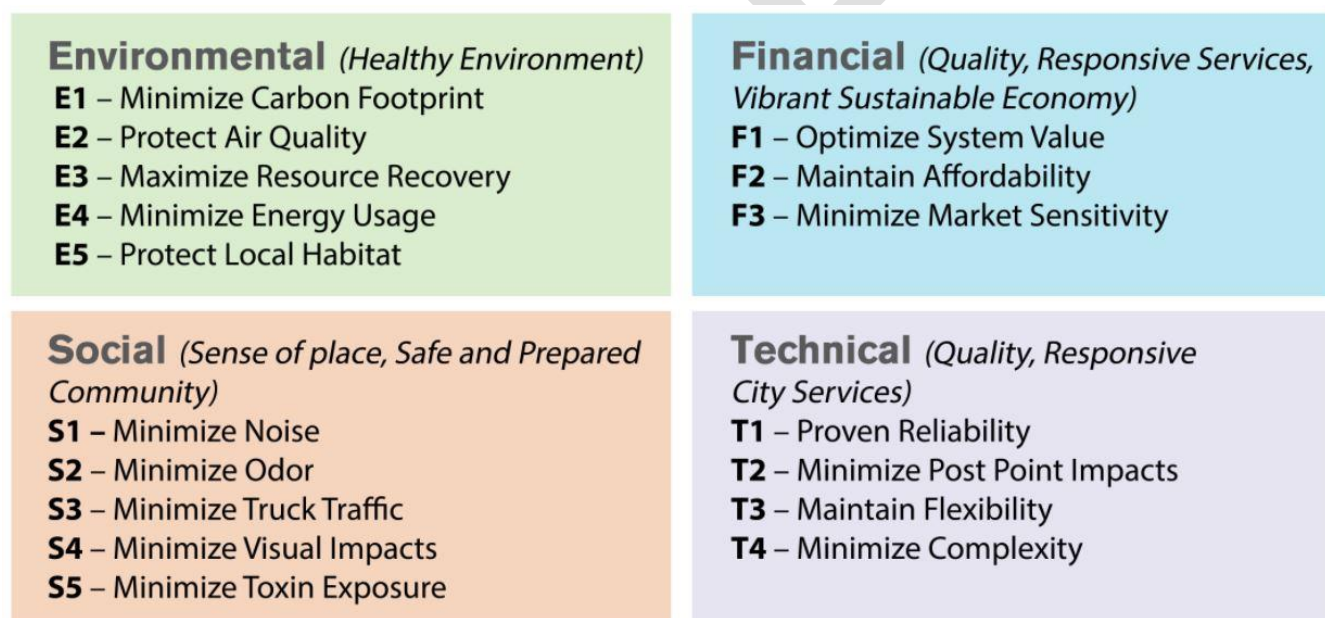 Environmental (Healthy Environment)
E1 – Minimize Carbon Footprint
E2 – Protect Air Quality
E3 – Maximize Resource Recovery
E4 – Minimize Energy Usage
E5 – Protect Local Habitat
Financial (Quality, Responsive Services,
Vibrant Sustainable Economy)
F1 – Optimize System Value
F2 – Maintain Affordability
F3 – Minimize Market Sensitivity
Social (Sense of place, Safe and Prepared
Community)
S1 – Minimize Noise
S2 – Minimize Odor
S3 – Minimize Truck Traffic
S4 – Minimize Visual Impacts
S5 – Minimize Toxin Exposure
Technical (Quality, Responsive
City Services)
T1 – Proven Reliability
T2 – Minimize Post Point Impacts
T3 – Maintain Flexibility
T4 – Minimize Complexity